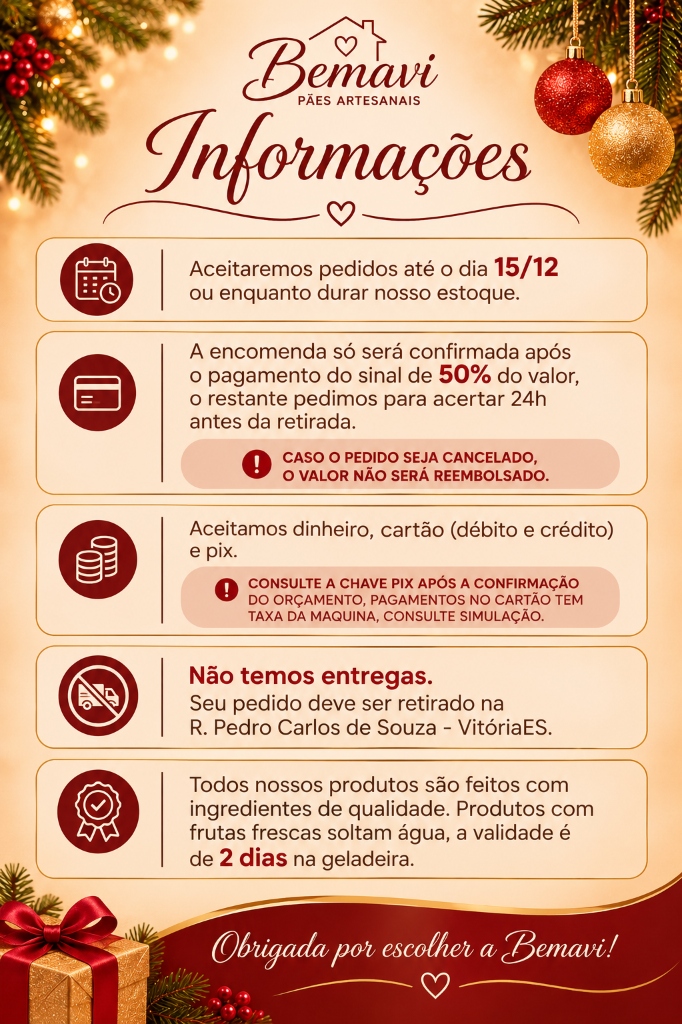 Bemavi
PÃES ARTESANAIS
Informações
Aceitaremos pedidos até o dia 15/12
ou enquanto durar nosso estoque.
A encomenda só será confirmada após
o pagamento do sinal de 50% do valor,
o restante pedimos para acertar 24h
antes da retirada.
CASO O PEDIDO SEJA CANCELADO,
O VALOR NÃO SERÁ REEMBOLSADO.
Aceitamos dinheiro, cartão (débito e crédito)
e pix.
CONSULTE A CHAVE PIX APÓS A CONFIRMAÇÃO
DO ORÇAMENTO, PAGAMENTOS NO CARTÃO TEM
TAXA DA MAQUINA, CONSULTE SIMULAÇÃO.
Não temos entregas.
Seu pedido deve ser retirado na
R. Pedro Carlos de Souza - VitóriaES.
Todos nossos produtos são feitos com
ingredientes de qualidade. Produtos com
frutas frescas soltam água, a validade é
de 2 dias na geladeira.
Obrigada por escolher a Bemavi!